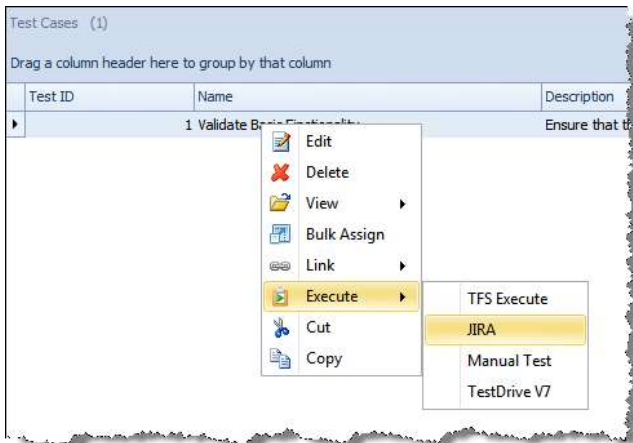 Test Cases (1)
Drag a column header here to group by that column
Test ID Name Description
1 Validate Basic Ensure that
Edit
Delete
View
Bulk Assign
Link
Execute
Cut
Copy
TFS Execute
JIRA
Manual Test
TestDrive V7